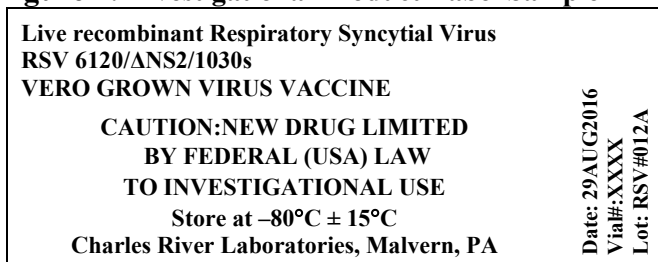 Live recombinant Respiratory Syncytial Virus
RSV 6120/ΔNS2/1030s
VERO GROWN VIRUS VACCINE
CAUTION:NEW DRUG LIMITED
BY FEDERAL (USA) LAW
TO INVESTIGATIONAL USE
Store at –80°C ± 15°C
Charles River Laboratories, Malvern, PA
Date: 29AUG2016
Vial#:XXXX
Lot: RSV#012A